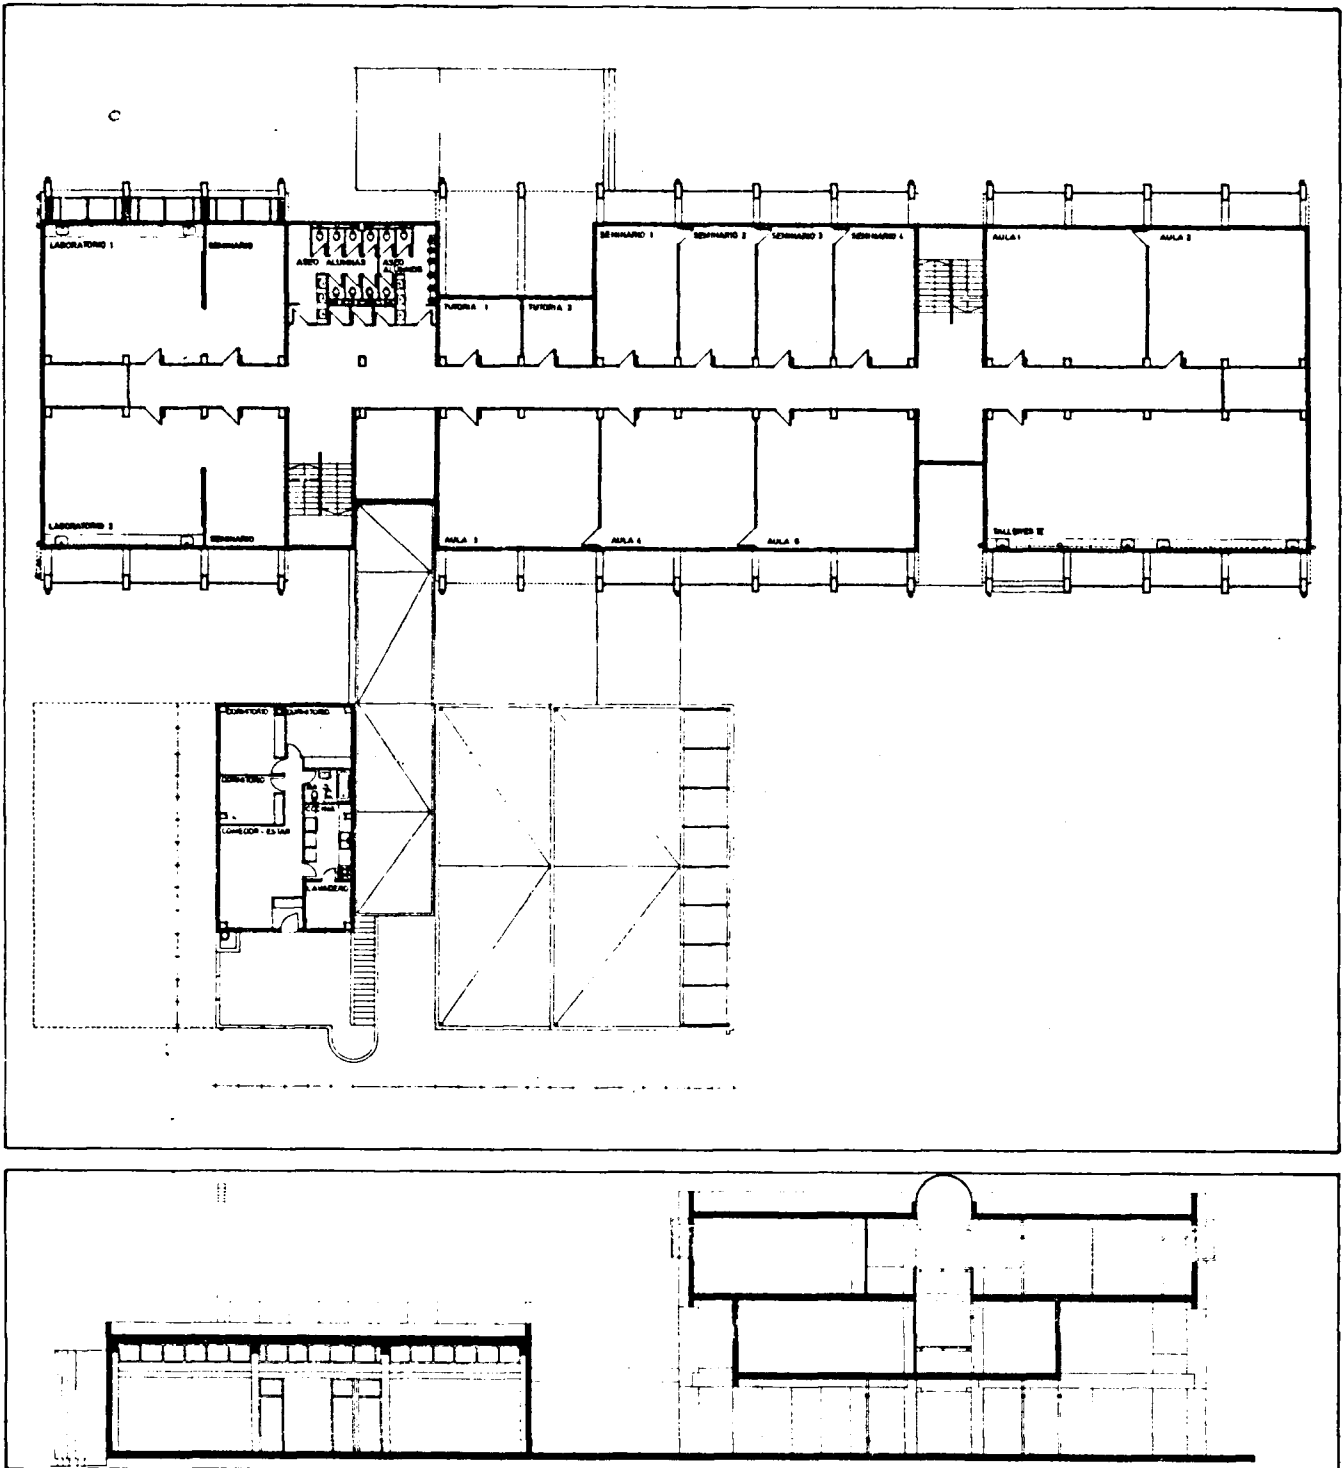 LABORATORIO 1
SEMINARIO
ASEO ALUMNAS
ASEO ALUMNOS
TUTORIA 1
TUTORIA 2
SEMINARIO 1
SEMINARIO 2
SEMINARIO 3
SEMINARIO 4
AULA 1
AULA 2
LABORATORIO 2
SEMINARIO
AULA 3
AULA 4
AULA 5
TALLERES II
DORMITORIO
DORMITORIO
DORMITORIO
COCINA
COMEDOR - ESTAR
LAVADERO